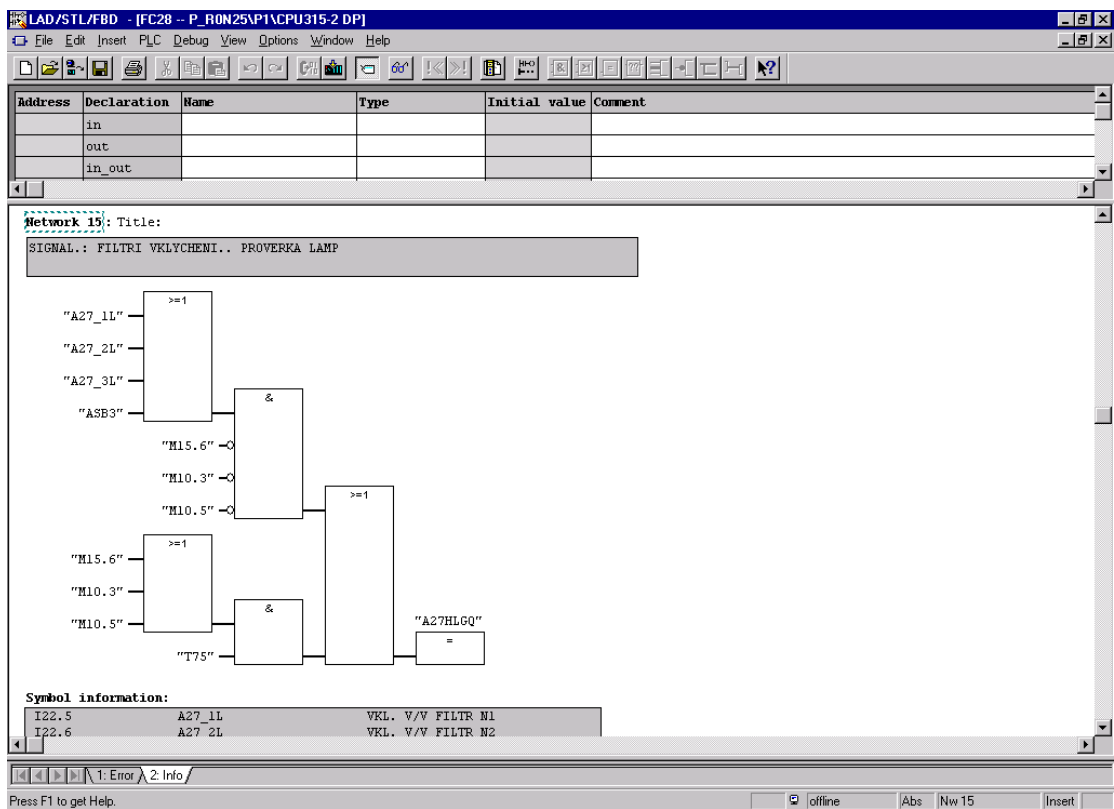 LAD/STL/FBD - [FC28 -- P_R0N25\P1\CPU315-2 DP]
File Edit Insert PLC Debug View Options Window Help
Address Declaration Name Type Initial value Comment
in
out
in_out
Network 15: Title:
SIGNAL.: FILTRI VKLYCHENI.. PROVERKA LAMP
>=1
"A27_1L"
"A27_2L"
"A27_3L"
&
"ASB3"
"M15.6"
"M10.3"
>=1
"M10.5"
>=1
"M15.6"
"M10.3"
&
"M10.5"
"A27HLGQ"
=
"T75"
Symbol information:
I22.5 A27_1L VKL. V/V FILTR N1
I22.6 A27_2L VKL. V/V FILTR N2
1: Error 2: Info
Press F1 to get Help. offline Abs Nw 15 Insert